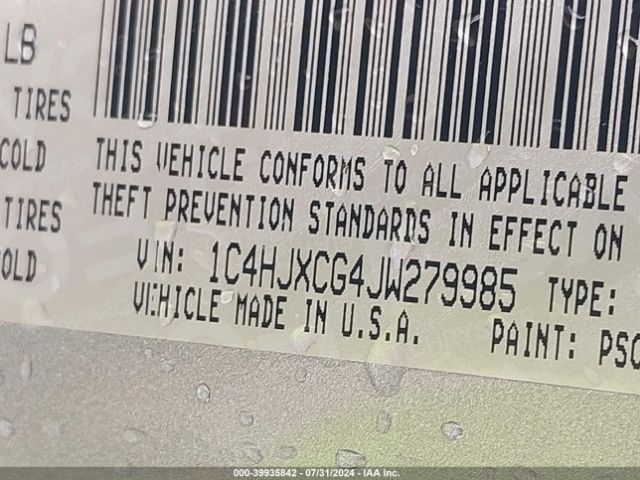 LB
TIRES
COLD
TIRES
OLD
THIS VEHICLE CONFORMS TO ALL APPLICABLE
THEFT PREVENTION STANDARDS IN EFFECT ON
VIN: 1C4HJXCG4JW279985 TYPE:
VEHICLE MADE IN U.S.A. PAINT: PSC
000-39935842 - 07/31/2024 - IAA Inc.